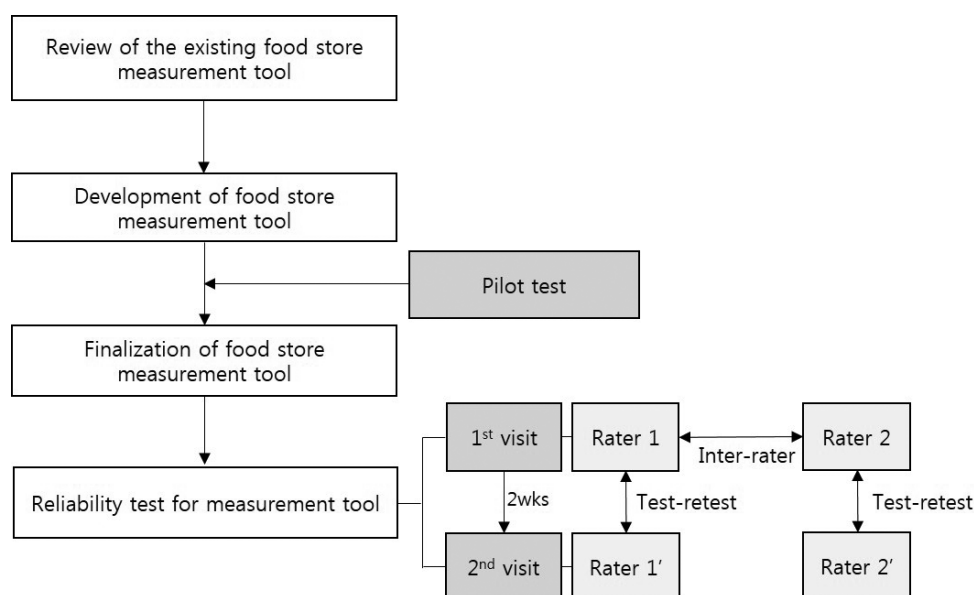 Review of the existing food store
measurement tool
Development of food store
measurement tool
Pilot test
Finalization of food store
measurement tool
1st visit
Rater 1
Inter-rater
Rater 2
Reliability test for measurement tool
2wks
Test-retest
Test-retest
2nd visit
Rater 1’
Rater 2’